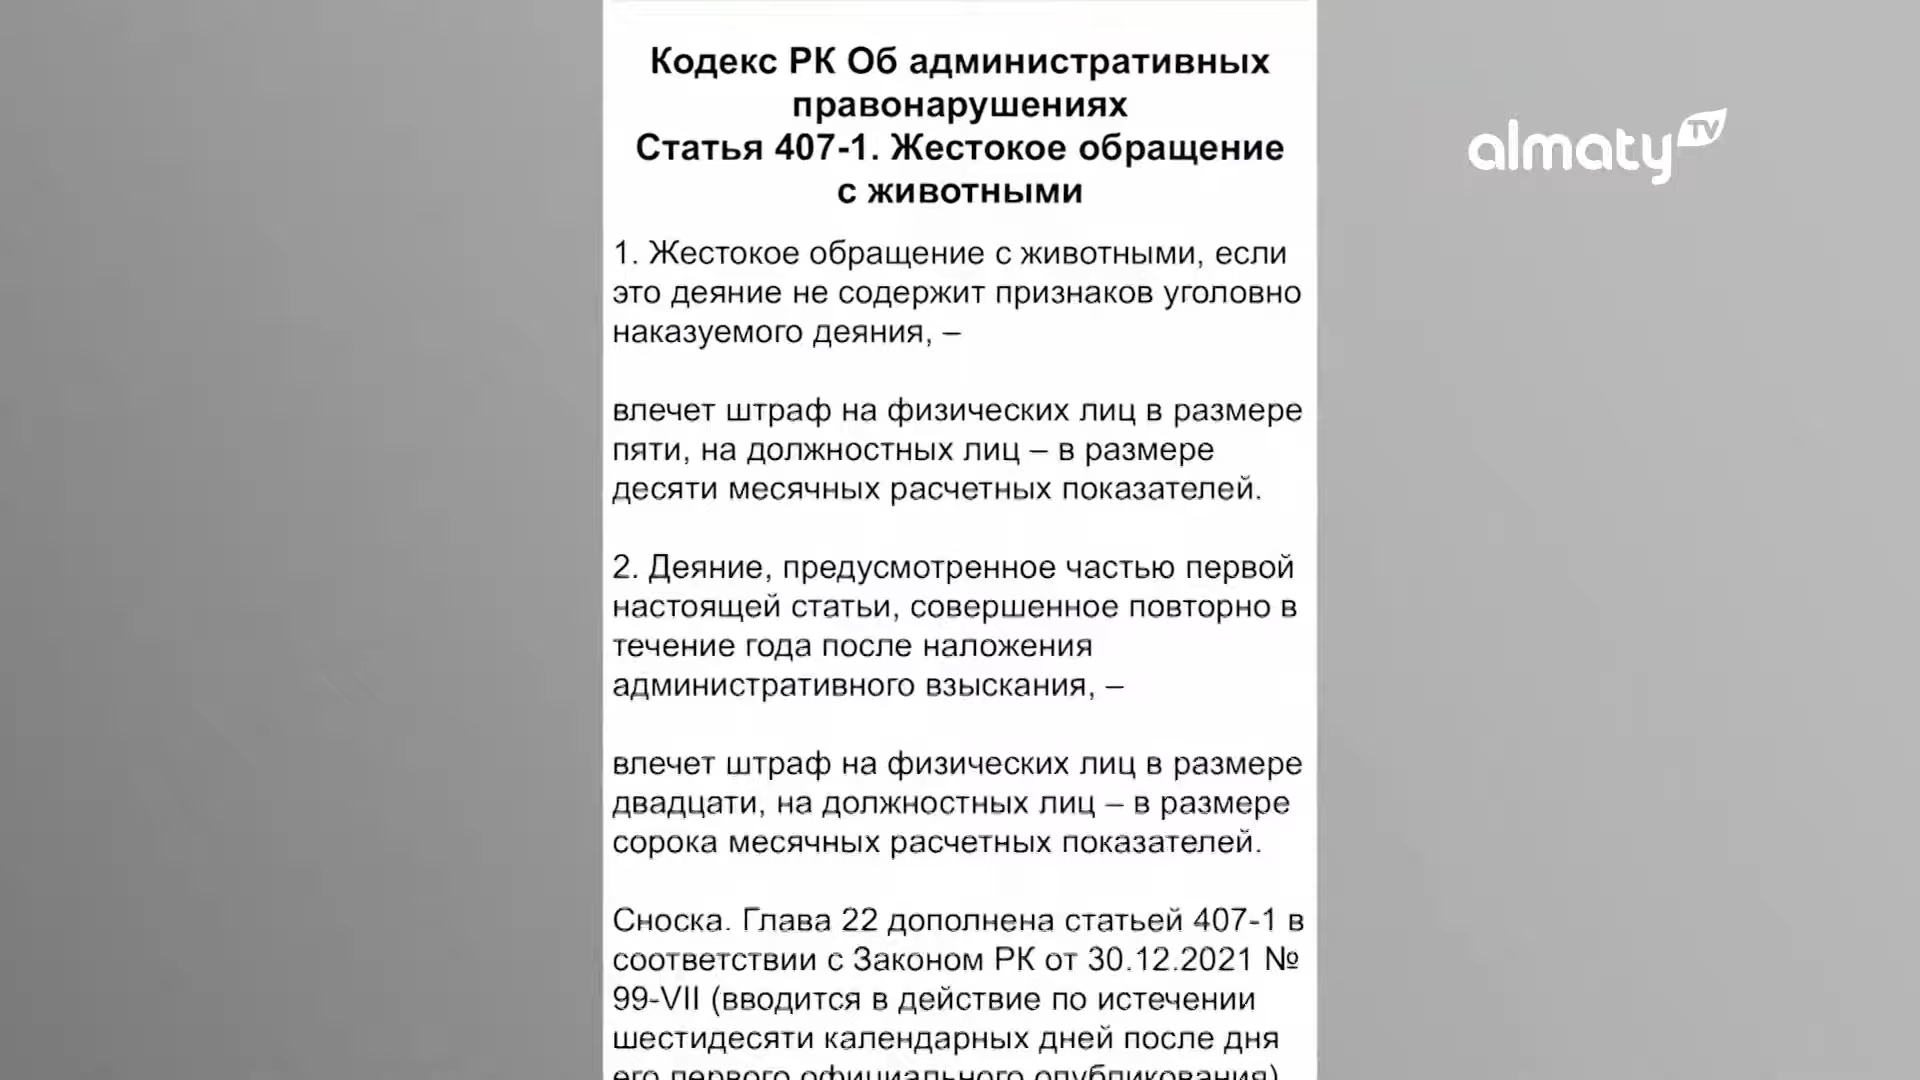 Кодекс РК Об административных
правонарушениях
Статья 407-1. Жестокое обращение
с животными
almaty TV
1. Жестокое обращение с животными, если
это деяние не содержит признаков уголовно
наказуемого деяния, –
влечет штраф на физических лиц в размере
пяти, на должностных лиц – в размере
десяти месячных расчетных показателей.
2. Деяние, предусмотренное частью первой
настоящей статьи, совершенное повторно в
течение года после наложения
административного взыскания, –
влечет штраф на физических лиц в размере
двадцати, на должностных лиц – в размере
сорока месячных расчетных показателей.
Сноска. Глава 22 дополнена статьей 407-1 в
соответствии с Законом РК от 30.12.2021 №
99-VII (вводится в действие по истечении
шестидесяти календарных дней после дня
его первого официального опубликования)